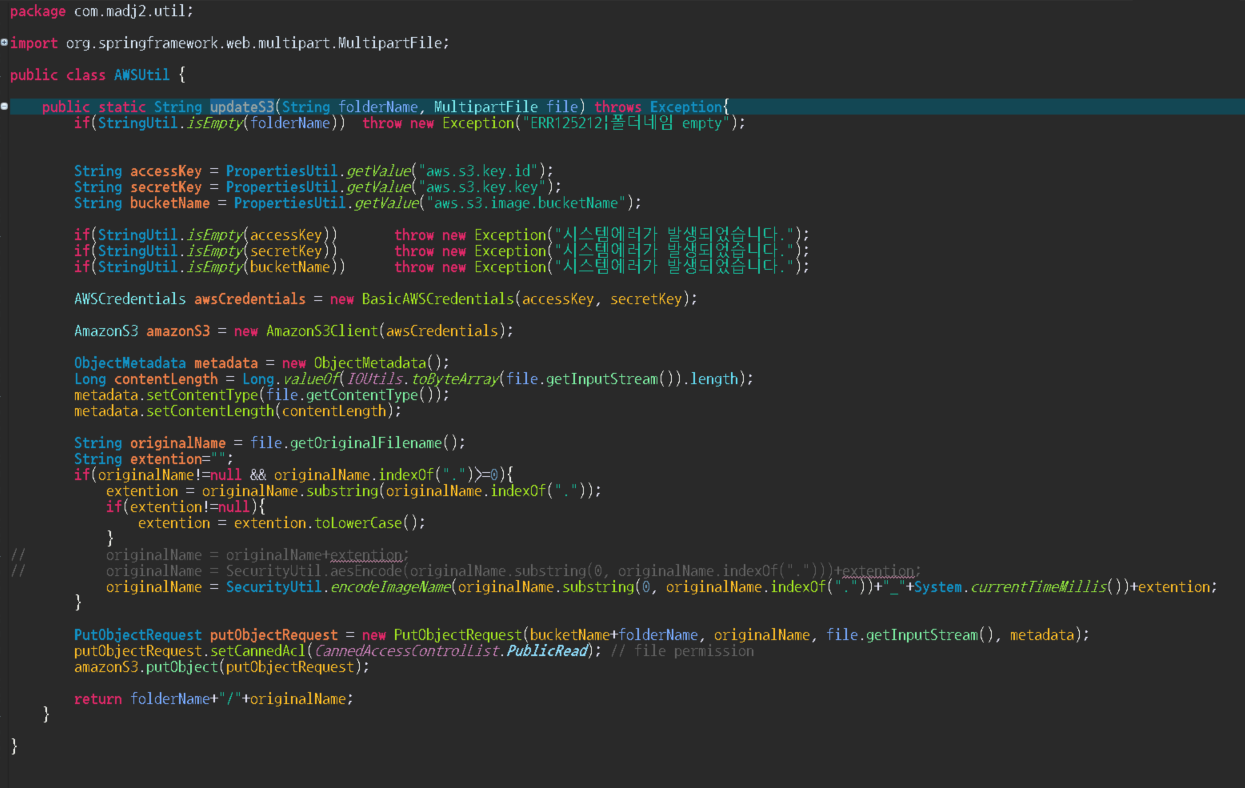 package com.madj2.util;
import org.springframework.web.multipart.MultipartFile;
public class AWSUtil {
public static String updateS3(String folderName, MultipartFile file) throws Exception{
if(StringUtil.isEmpty(folderName))  throw new Exception("ERR125212|폴더네임 empty");
String accessKey = PropertiesUtil.getValue("aws.s3.key.id");
String secretKey = PropertiesUtil.getValue("aws.s3.key.key");
String bucketName = PropertiesUtil.getValue("aws.s3.image.bucketName");
if(StringUtil.isEmpty(accessKey))       throw new Exception("시스템에러가 발생되었습니다.");
if(StringUtil.isEmpty(secretKey))       throw new Exception("시스템에러가 발생되었습니다.");
if(StringUtil.isEmpty(bucketName))      throw new Exception("시스템에러가 발생되었습니다.");
AWSCredentials awsCredentials = new BasicAWSCredentials(accessKey, secretKey);
AmazonS3 amazonS3 = new AmazonS3Client(awsCredentials);
ObjectMetadata metadata = new ObjectMetadata();
Long contentLength = Long.valueOf(IOUtils.toByteArray(file.getInputStream()).length);
metadata.setContentType(file.getContentType());
metadata.setContentLength(contentLength);
String originalName = file.getOriginalFilename();
String extention="";
if(originalName!=null && originalName.indexOf(".")>=0){
extention = originalName.substring(originalName.indexOf("."));
if(extention!=null){
extention = extention.toLowerCase();
}
//          originalName = originalName+extention;
//          originalName = SecurityUtil.aesEncode(originalName.substring(0, originalName.indexOf(".")))+extention;
originalName = SecurityUtil.encodeImageName(originalName.substring(0, originalName.indexOf("."))+"_"+System.currentTimeMillis())+extention;
}
PutObjectRequest putObjectRequest = new PutObjectRequest(bucketName+folderName, originalName, file.getInputStream(), metadata);
putObjectRequest.setCannedAcl(CannedAccessControlList.PublicRead); // file permission
amazonS3.putObject(putObjectRequest);
return folderName+"/"+originalName;
}
}